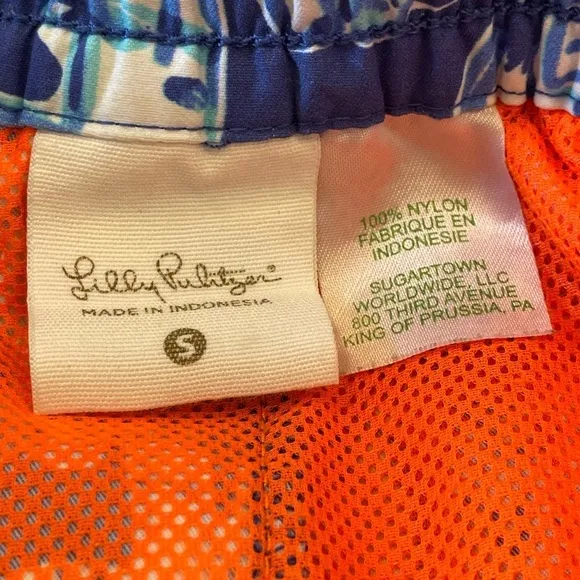 Lilly Pulitzer®
MADE IN INDONESIA
S
100% NYLON
FABRIQUE EN
INDONESIE
SUGARTOWN
WORLDWIDE, LLC
800 THIRD AVENUE
KING OF PRUSSIA, PA